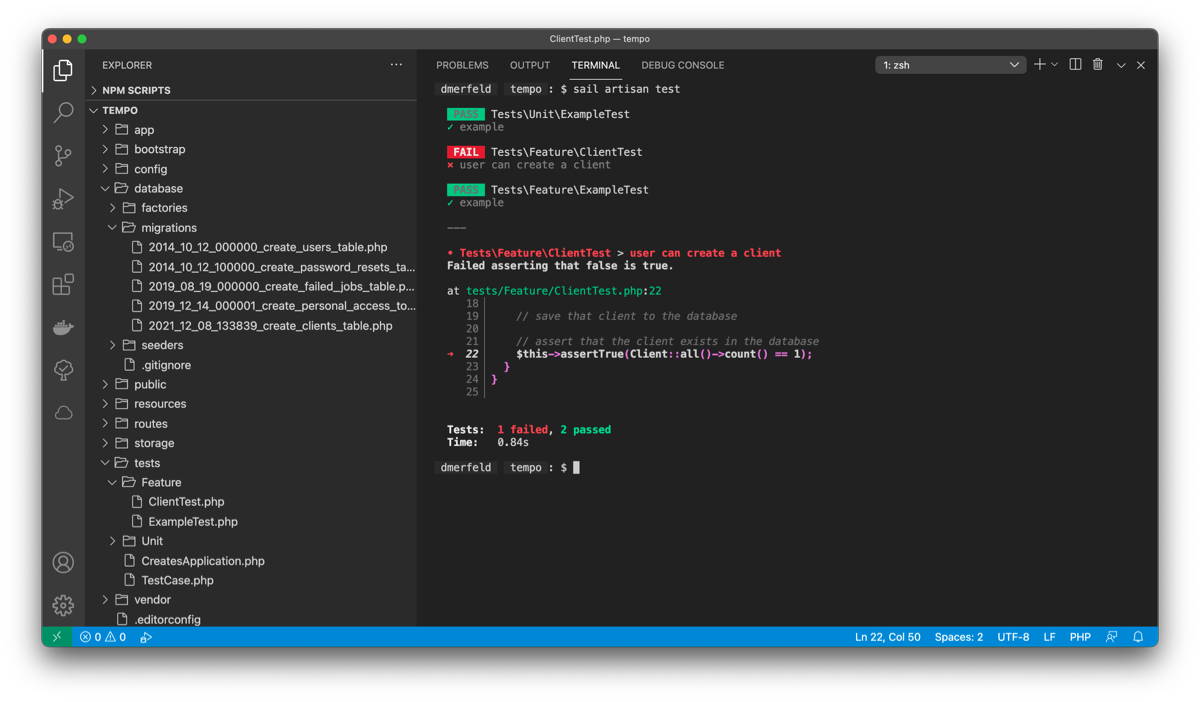 ClientTest.php — tempo
EXPLORER
NPM SCRIPTS
TEMPO
app
bootstrap
config
database
factories
migrations
2014_10_12_000000_create_users_table.php
2014_10_12_100000_create_password_resets_ta...
2019_08_19_000000_create_failed_jobs_table.p...
2019_12_14_000001_create_personal_access_to...
2021_12_08_133839_create_clients_table.php
seeders
.gitignore
public
resources
routes
storage
tests
Feature
ClientTest.php
ExampleTest.php
Unit
CreatesApplication.php
TestCase.php
vendor
.editorconfig
PROBLEMS OUTPUT TERMINAL DEBUG CONSOLE 1: zsh
dmerfeld tempo : $ sail artisan test
PASS Tests\Unit\ExampleTest
✓ example
FAIL Tests\Feature\ClientTest
⨯ user can create a client
PASS Tests\Feature\ExampleTest
✓ example
———
• Tests\Feature\ClientTest > user can create a client
Failed asserting that false is true.
at tests/Feature/ClientTest.php:22
18
19 // save that client to the database
20
21 // assert that the client exists in the database
➜ 22 $this->assertTrue(Client::all()->count() == 1);
23 }
24 }
25
Tests: 1 failed, 2 passed
Time: 0.84s
dmerfeld tempo : $
0 0 Ln 22, Col 50 Spaces: 2 UTF-8 LF PHP